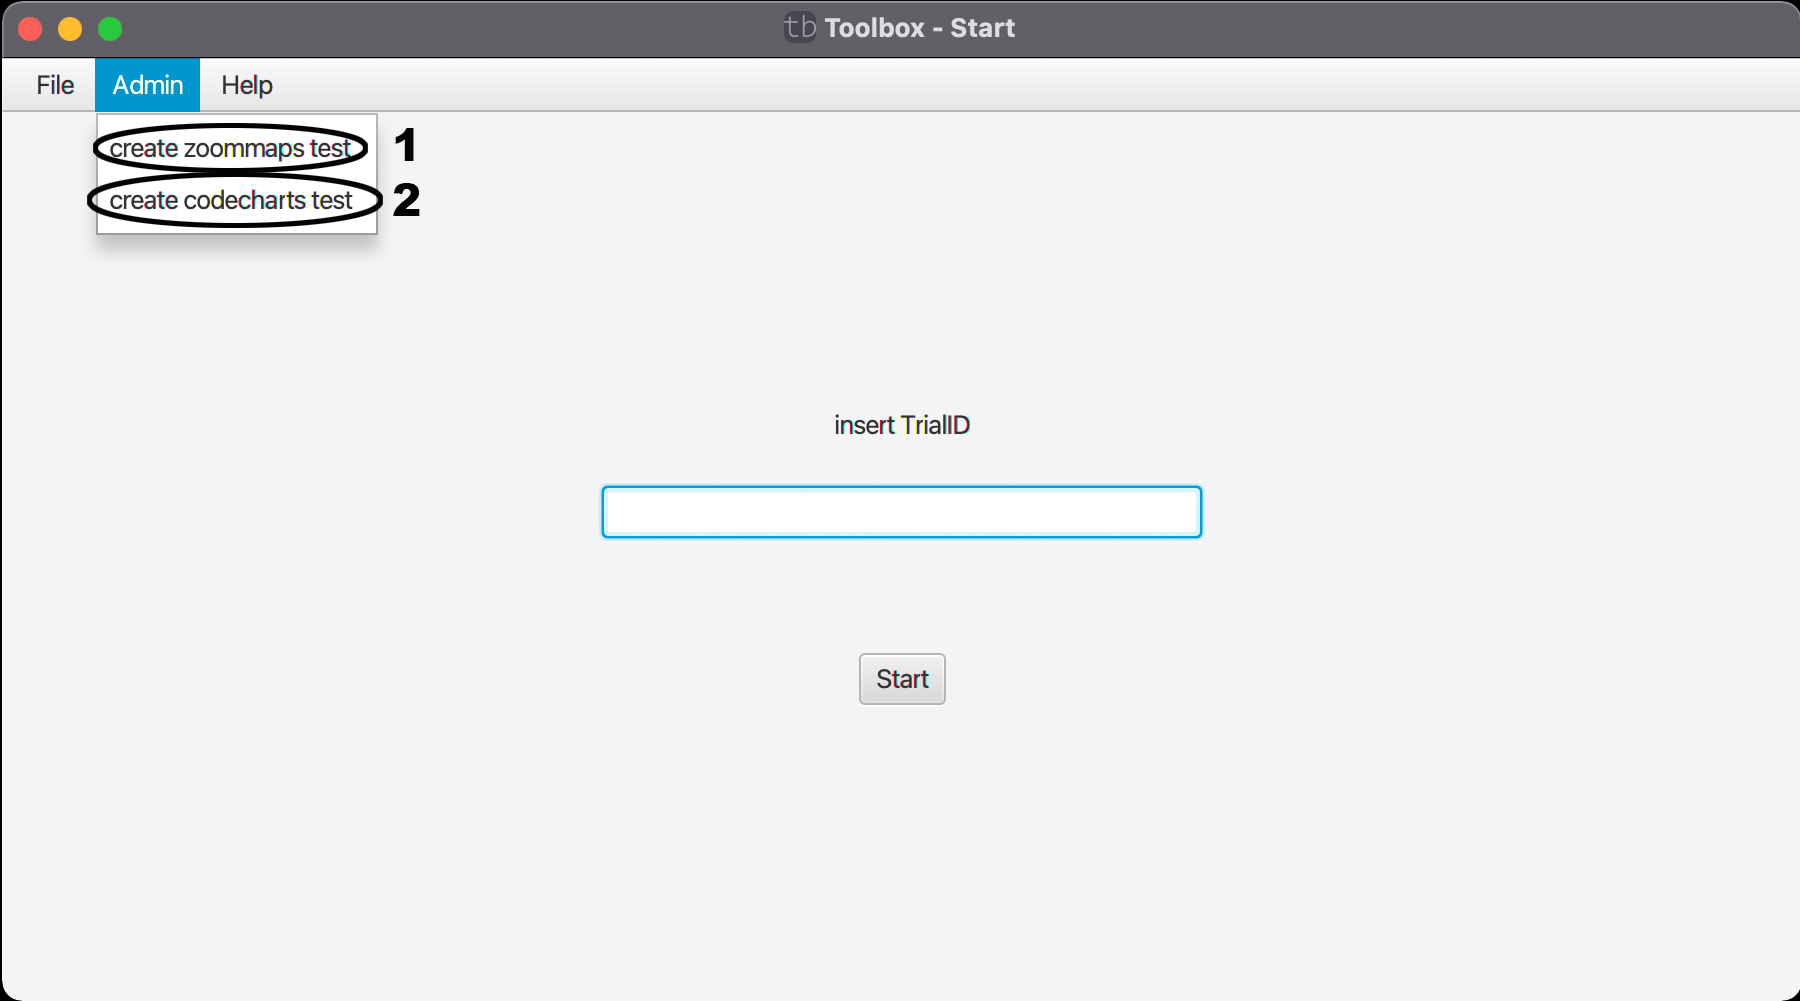 tb Toolbox - Start
File Admin Help
create zoommaps test 1
create codecharts test 2
insert TrialID
Start